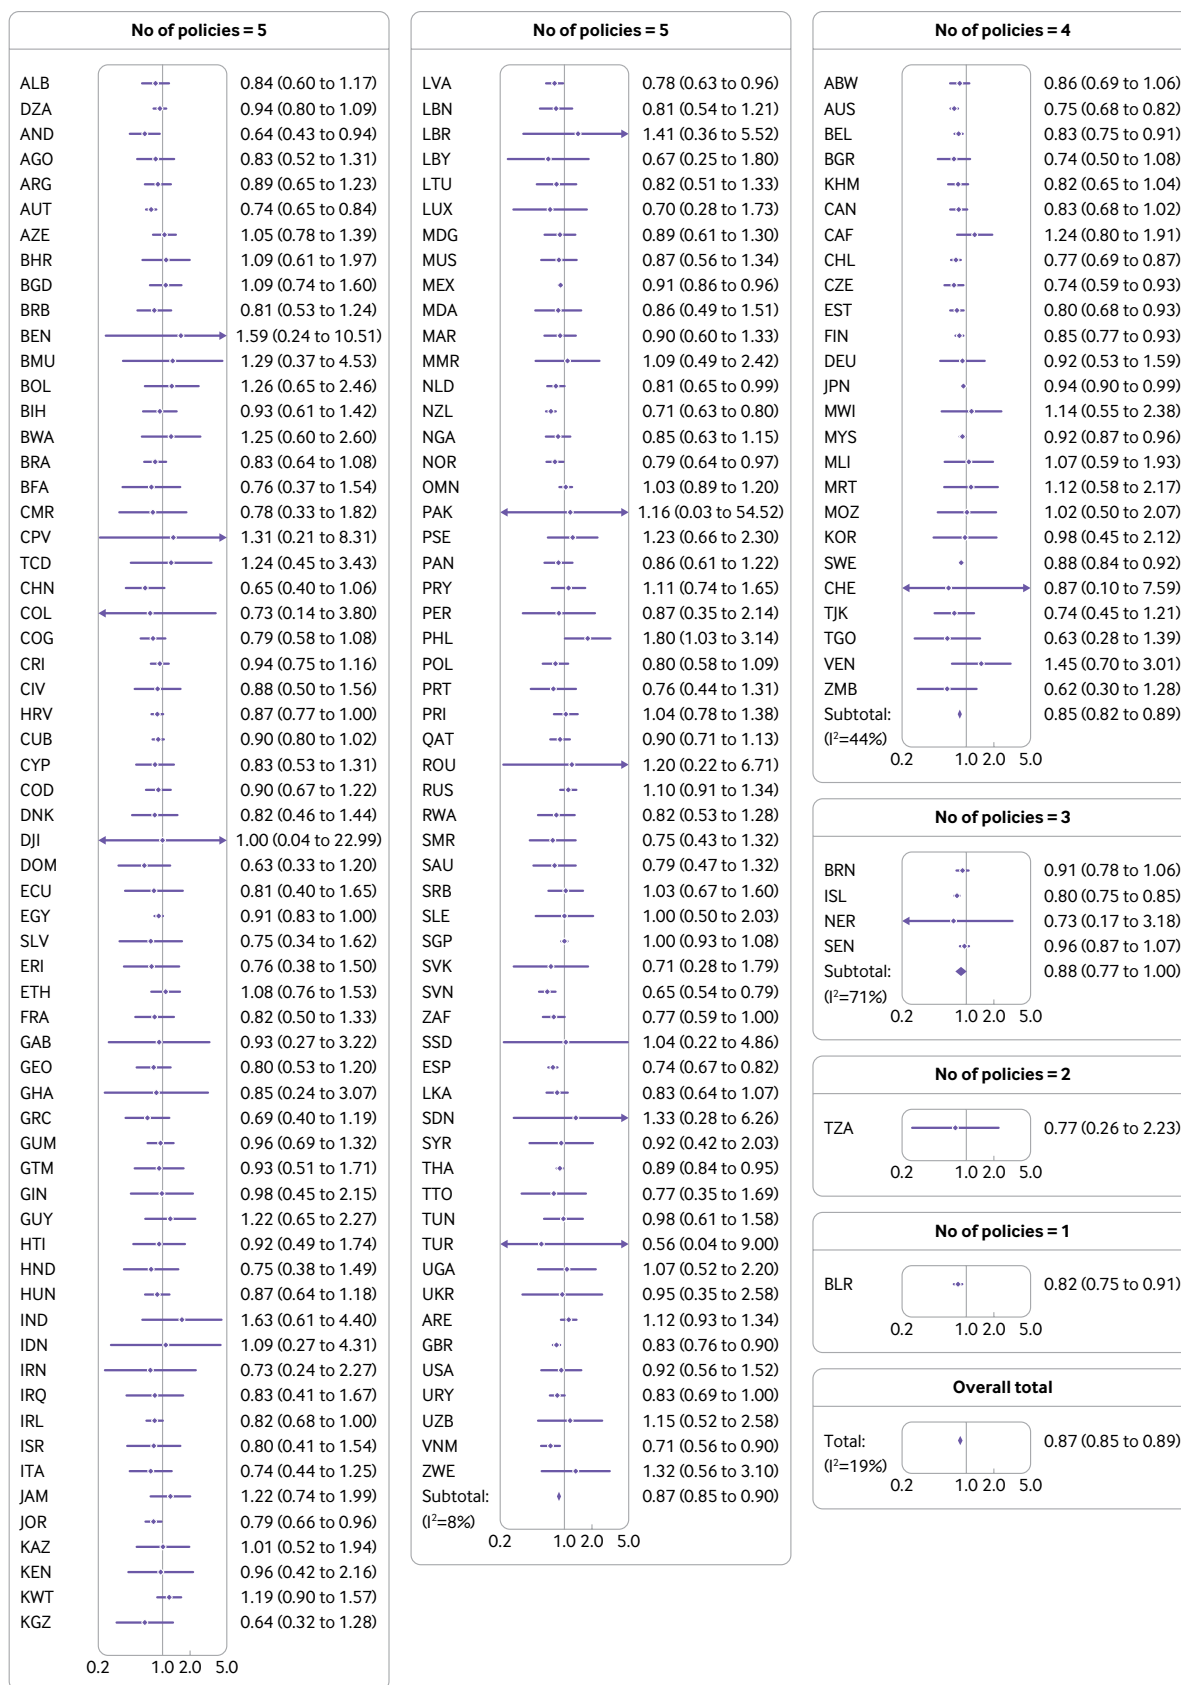 No of policies = 5
ALB 0.84 (0.60 to 1.17)
DZA 0.94 (0.80 to 1.09)
AND 0.64 (0.43 to 0.94)
AGO 0.83 (0.52 to 1.31)
ARG 0.89 (0.65 to 1.23)
AUT 0.74 (0.65 to 0.84)
AZE 1.05 (0.78 to 1.39)
BHR 1.09 (0.61 to 1.97)
BGD 1.09 (0.74 to 1.60)
BRB 0.81 (0.53 to 1.24)
BEN 1.59 (0.24 to 10.51)
BMU 1.29 (0.37 to 4.53)
BOL 1.26 (0.65 to 2.46)
BIH 0.93 (0.61 to 1.42)
BWA 1.25 (0.60 to 2.60)
BRA 0.83 (0.64 to 1.08)
BFA 0.76 (0.37 to 1.54)
CMR 0.78 (0.33 to 1.82)
CPV 1.31 (0.21 to 8.31)
TCD 1.24 (0.45 to 3.43)
CHN 0.65 (0.40 to 1.06)
COL 0.73 (0.14 to 3.80)
COG 0.79 (0.58 to 1.08)
CRI 0.94 (0.75 to 1.16)
CIV 0.88 (0.50 to 1.56)
HRV 0.87 (0.77 to 1.00)
CUB 0.90 (0.80 to 1.02)
CYP 0.83 (0.53 to 1.31)
COD 0.90 (0.67 to 1.22)
DNK 0.82 (0.46 to 1.44)
DJI 1.00 (0.04 to 22.99)
DOM 0.63 (0.33 to 1.20)
ECU 0.81 (0.40 to 1.65)
EGY 0.91 (0.83 to 1.00)
SLV 0.75 (0.34 to 1.62)
ERI 0.76 (0.38 to 1.50)
ETH 1.08 (0.76 to 1.53)
FRA 0.82 (0.50 to 1.33)
GAB 0.93 (0.27 to 3.22)
GEO 0.80 (0.53 to 1.20)
GHA 0.85 (0.24 to 3.07)
GRC 0.69 (0.40 to 1.19)
GUM 0.96 (0.69 to 1.32)
GTM 0.93 (0.51 to 1.71)
GIN 0.98 (0.45 to 2.15)
GUY 1.22 (0.65 to 2.27)
HTI 0.92 (0.49 to 1.74)
HND 0.75 (0.38 to 1.49)
HUN 0.87 (0.64 to 1.18)
IND 1.63 (0.61 to 4.40)
IDN 1.09 (0.27 to 4.31)
IRN 0.73 (0.24 to 2.27)
IRQ 0.83 (0.41 to 1.67)
IRL 0.82 (0.68 to 1.00)
ISR 0.80 (0.41 to 1.54)
ITA 0.74 (0.44 to 1.25)
JAM 1.22 (0.74 to 1.99)
JOR 0.79 (0.66 to 0.96)
KAZ 1.01 (0.52 to 1.94)
KEN 0.96 (0.42 to 2.16)
KWT 1.19 (0.90 to 1.57)
KGZ 0.64 (0.32 to 1.28)
0.2 1.0 2.0 5.0
No of policies = 5
LVA 0.78 (0.63 to 0.96)
LBN 0.81 (0.54 to 1.21)
LBR 1.41 (0.36 to 5.52)
LBY 0.67 (0.25 to 1.80)
LTU 0.82 (0.51 to 1.33)
LUX 0.70 (0.28 to 1.73)
MDG 0.89 (0.61 to 1.30)
MUS 0.87 (0.56 to 1.34)
MEX 0.91 (0.86 to 0.96)
MDA 0.86 (0.49 to 1.51)
MAR 0.90 (0.60 to 1.33)
MMR 1.09 (0.49 to 2.42)
NLD 0.81 (0.65 to 0.99)
NZL 0.71 (0.63 to 0.80)
NGA 0.85 (0.63 to 1.15)
NOR 0.79 (0.64 to 0.97)
OMN 1.03 (0.89 to 1.20)
PAK 1.16 (0.03 to 54.52)
PSE 1.23 (0.66 to 2.30)
PAN 0.86 (0.61 to 1.22)
PRY 1.11 (0.74 to 1.65)
PER 0.87 (0.35 to 2.14)
PHL 1.80 (1.03 to 3.14)
POL 0.80 (0.58 to 1.09)
PRT 0.76 (0.44 to 1.31)
PRI 1.04 (0.78 to 1.38)
QAT 0.90 (0.71 to 1.13)
ROU 1.20 (0.22 to 6.71)
RUS 1.10 (0.91 to 1.34)
RWA 0.82 (0.53 to 1.28)
SMR 0.75 (0.43 to 1.32)
SAU 0.79 (0.47 to 1.32)
SRB 1.03 (0.67 to 1.60)
SLE 1.00 (0.50 to 2.03)
SGP 1.00 (0.93 to 1.08)
SVK 0.71 (0.28 to 1.79)
SVN 0.65 (0.54 to 0.79)
ZAF 0.77 (0.59 to 1.00)
SSD 1.04 (0.22 to 4.86)
ESP 0.74 (0.67 to 0.82)
LKA 0.83 (0.64 to 1.07)
SDN 1.33 (0.28 to 6.26)
SYR 0.92 (0.42 to 2.03)
THA 0.89 (0.84 to 0.95)
TTO 0.77 (0.35 to 1.69)
TUN 0.98 (0.61 to 1.58)
TUR 0.56 (0.04 to 9.00)
UGA 1.07 (0.52 to 2.20)
UKR 0.95 (0.35 to 2.58)
ARE 1.12 (0.93 to 1.34)
GBR 0.83 (0.76 to 0.90)
USA 0.92 (0.56 to 1.52)
URY 0.83 (0.69 to 1.00)
UZB 1.15 (0.52 to 2.58)
VNM 0.71 (0.56 to 0.90)
ZWE 1.32 (0.56 to 3.10)
Subtotal: 0.87 (0.85 to 0.90)
(I²=8%)
0.2 1.0 2.0 5.0
No of policies = 4
ABW 0.86 (0.69 to 1.06)
AUS 0.75 (0.68 to 0.82)
BEL 0.83 (0.75 to 0.91)
BGR 0.74 (0.50 to 1.08)
KHM 0.82 (0.65 to 1.04)
CAN 0.83 (0.68 to 1.02)
CAF 1.24 (0.80 to 1.91)
CHL 0.77 (0.69 to 0.87)
CZE 0.74 (0.59 to 0.93)
EST 0.80 (0.68 to 0.93)
FIN 0.85 (0.77 to 0.93)
DEU 0.92 (0.53 to 1.59)
JPN 0.94 (0.90 to 0.99)
MWI 1.14 (0.55 to 2.38)
MYS 0.92 (0.87 to 0.96)
MLI 1.07 (0.59 to 1.93)
MRT 1.12 (0.58 to 2.17)
MOZ 1.02 (0.50 to 2.07)
KOR 0.98 (0.45 to 2.12)
SWE 0.88 (0.84 to 0.92)
CHE 0.87 (0.10 to 7.59)
TJK 0.74 (0.45 to 1.21)
TGO 0.63 (0.28 to 1.39)
VEN 1.45 (0.70 to 3.01)
ZMB 0.62 (0.30 to 1.28)
Subtotal: 0.85 (0.82 to 0.89)
(I²=44%)
0.2 1.0 2.0 5.0
No of policies = 3
BRN 0.91 (0.78 to 1.06)
ISL 0.80 (0.75 to 0.85)
NER 0.73 (0.17 to 3.18)
SEN 0.96 (0.87 to 1.07)
Subtotal: 0.88 (0.77 to 1.00)
(I²=71%)
0.2 1.0 2.0 5.0
No of policies = 2
TZA 0.77 (0.26 to 2.23)
0.2 1.0 2.0 5.0
No of policies = 1
BLR 0.82 (0.75 to 0.91)
0.2 1.0 2.0 5.0
Overall total
Total: 0.87 (0.85 to 0.89)
(I²=19%)
0.2 1.0 2.0 5.0